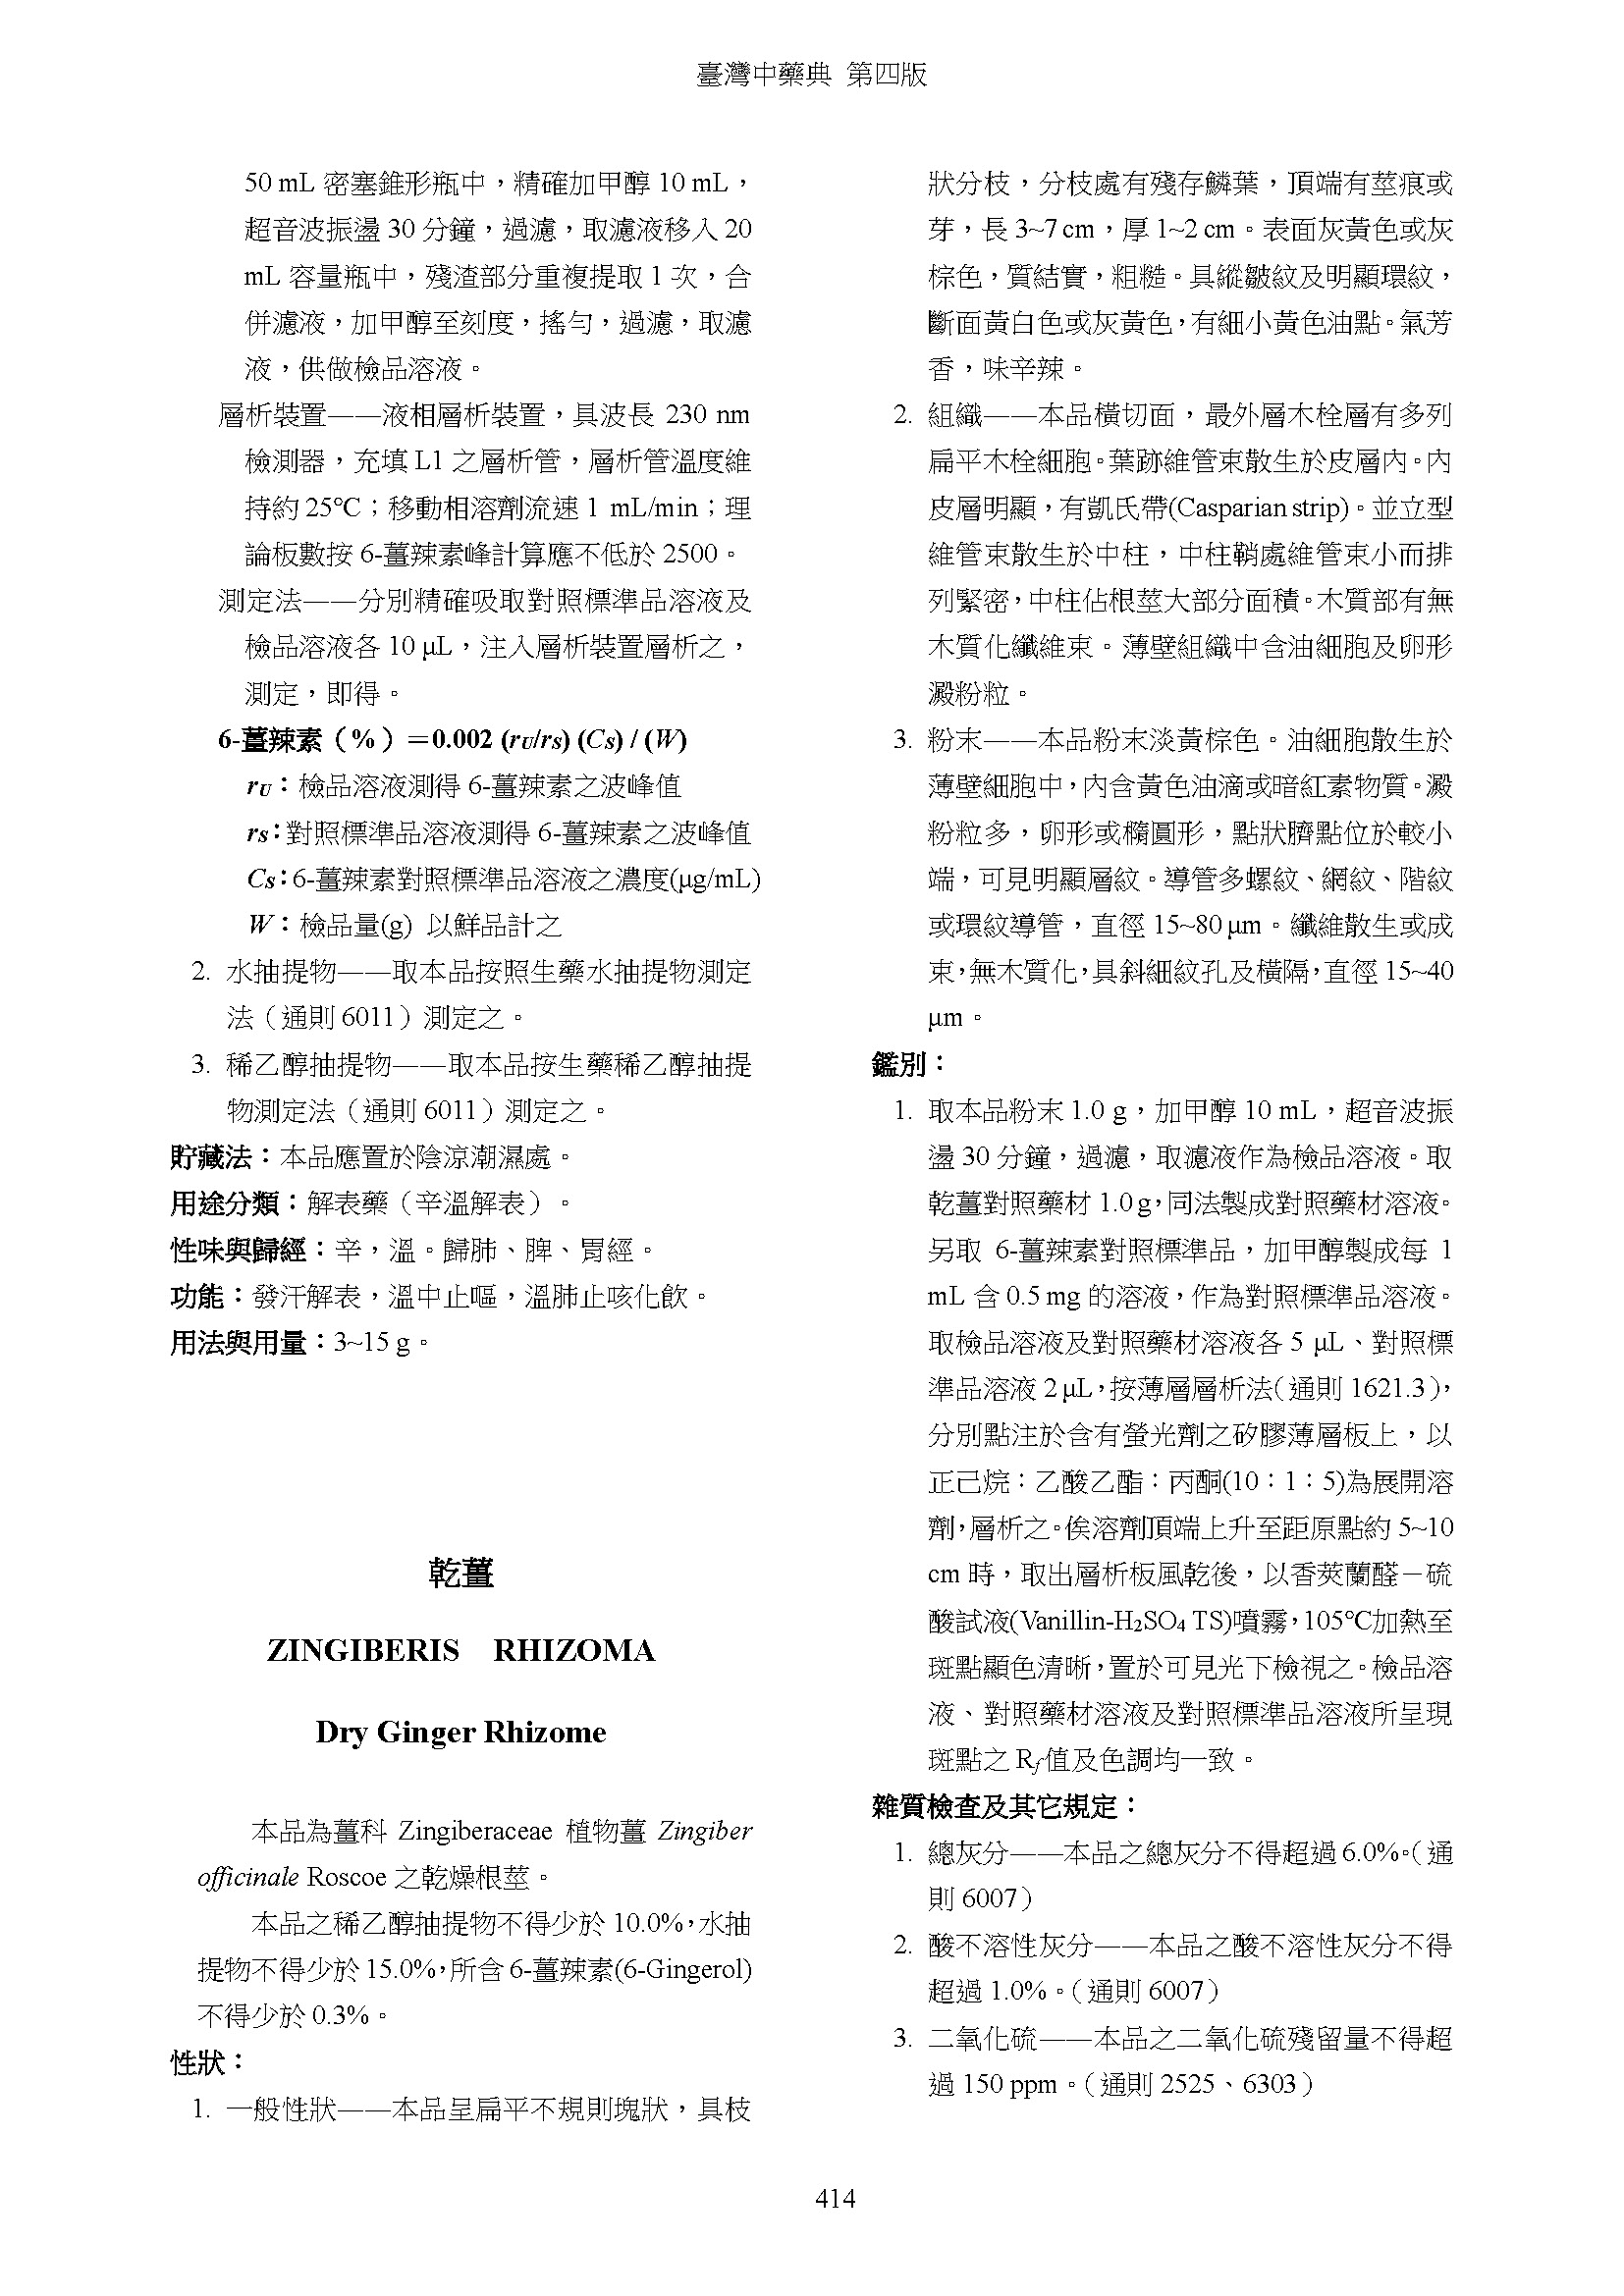 臺灣中藥典 第四版
50 mL 密塞錐形瓶中，精確加甲醇 10 mL，
超音波振盪 30 分鐘，過濾，取濾液移入 20
mL 容量瓶中，殘渣部分重複提取 1 次，合
併濾液，加甲醇至刻度，搖勻，過濾，取濾
液，供做檢品溶液。
層析裝置——液相層析裝置，具波長 230 nm
檢測器，充填 L1 之層析管，層析管溫度維
持約 25°C；移動相溶劑流速 1 mL/min；理
論板數按 6-薑辣素峰計算應不低於 2500。
測定法——分別精確吸取對照標準品溶液及
檢品溶液各 10 μL，注入層析裝置層析之，
測定，即得。
6-薑辣素（%）＝0.002 (rU/rS) (CS) / (W)
rU：檢品溶液測得 6-薑辣素之波峰值
rS：對照標準品溶液測得 6-薑辣素之波峰值
CS：6-薑辣素對照標準品溶液之濃度(μg/mL)
W：檢品量(g) 以鮮品計之
2. 水抽提物——取本品按照生藥水抽提物測定
法（通則 6011）測定之。
3. 稀乙醇抽提物——取本品按生藥稀乙醇抽提
物測定法（通則 6011）測定之。
貯藏法：本品應置於陰涼潮濕處。
用途分類：解表藥（辛溫解表）。
性味與歸經：辛，溫。歸肺、脾、胃經。
功能：發汗解表，溫中止嘔，溫肺止咳化飲。
用法與用量：3~15 g。
乾薑
ZINGIBERIS RHIZOMA
Dry Ginger Rhizome
本品為薑科 Zingiberaceae 植物薑 Zingiber
officinale Roscoe 之乾燥根莖。
本品之稀乙醇抽提物不得少於 10.0%，水抽
提物不得少於 15.0%，所含 6-薑辣素(6-Gingerol)
不得少於 0.3%。
性狀：
1. 一般性狀——本品呈扁平不規則塊狀，具枝
狀分枝，分枝處有殘存鱗葉，頂端有莖痕或
芽，長 3~7 cm，厚 1~2 cm。表面灰黃色或灰
棕色，質結實，粗糙。具縱皺紋及明顯環紋，
斷面黃白色或灰黃色，有細小黃色油點。氣芳
香，味辛辣。
2. 組織——本品橫切面，最外層木栓層有多列
扁平木栓細胞。葉跡維管束散生於皮層內。內
皮層明顯，有凱氏帶(Casparian strip)。並立型
維管束散生於中柱，中柱鞘處維管束小而排
列緊密，中柱佔根莖大部分面積。木質部有無
木質化纖維束。薄壁組織中含油細胞及卵形
澱粉粒。
3. 粉末——本品粉末淡黃棕色。油細胞散生於
薄壁細胞中，內含黃色油滴或暗紅素物質。澱
粉粒多，卵形或橢圓形，點狀臍點位於較小
端，可見明顯層紋。導管多螺紋、網紋、階紋
或環紋導管，直徑 15~80 μm。纖維散生或成
束，無木質化，具斜細紋孔及橫隔，直徑 15~40
μm。
鑑別：
1. 取本品粉末 1.0 g，加甲醇 10 mL，超音波振
盪 30 分鐘，過濾，取濾液作為檢品溶液。取
乾薑對照藥材 1.0 g，同法製成對照藥材溶液。
另取 6-薑辣素對照標準品，加甲醇製成每 1
mL 含 0.5 mg 的溶液，作為對照標準品溶液。
取檢品溶液及對照藥材溶液各 5 μL、對照標
準品溶液 2 μL，按薄層層析法（通則 1621.3），
分別點注於含有螢光劑之矽膠薄層板上，以
正己烷：乙酸乙酯：丙酮(10：1：5)為展開溶
劑，層析之。俟溶劑頂端上升至距原點約 5~10
cm 時，取出層析板風乾後，以香莢蘭醛－硫
酸試液(Vanillin-H2SO4 TS)噴霧，105°C加熱至
斑點顯色清晰，置於可見光下檢視之。檢品溶
液、對照藥材溶液及對照標準品溶液所呈現
斑點之 Rf值及色調均一致。
雜質檢查及其它規定：
1. 總灰分——本品之總灰分不得超過 6.0%。（通
則 6007）
2. 酸不溶性灰分——本品之酸不溶性灰分不得
超過 1.0%。（通則 6007）
3. 二氧化硫——本品之二氧化硫殘留量不得超
過 150 ppm。（通則 2525、6303）
414